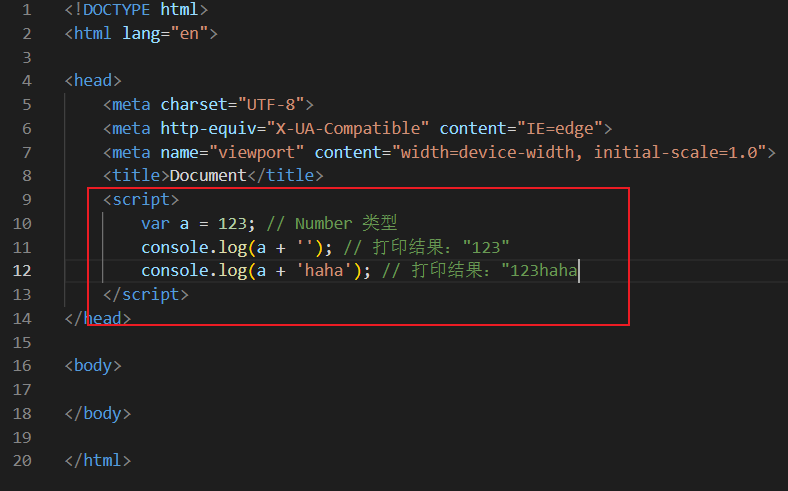 1 <!DOCTYPE html>
2 <html lang="en">
3
4 <head>
5 <meta charset="UTF-8">
6 <meta http-equiv="X-UA-Compatible" content="IE=edge">
7 <meta name="viewport" content="width=device-width, initial-scale=1.0">
8 <title>Document</title>
9 <script>
10 var a = 123; // Number 类型
11 console.log(a + ''); // 打印结果："123"
12 console.log(a + 'haha'); // 打印结果："123haha
13 </script>
14 </head>
15
16 <body>
17
18 </body>
19
20 </html>